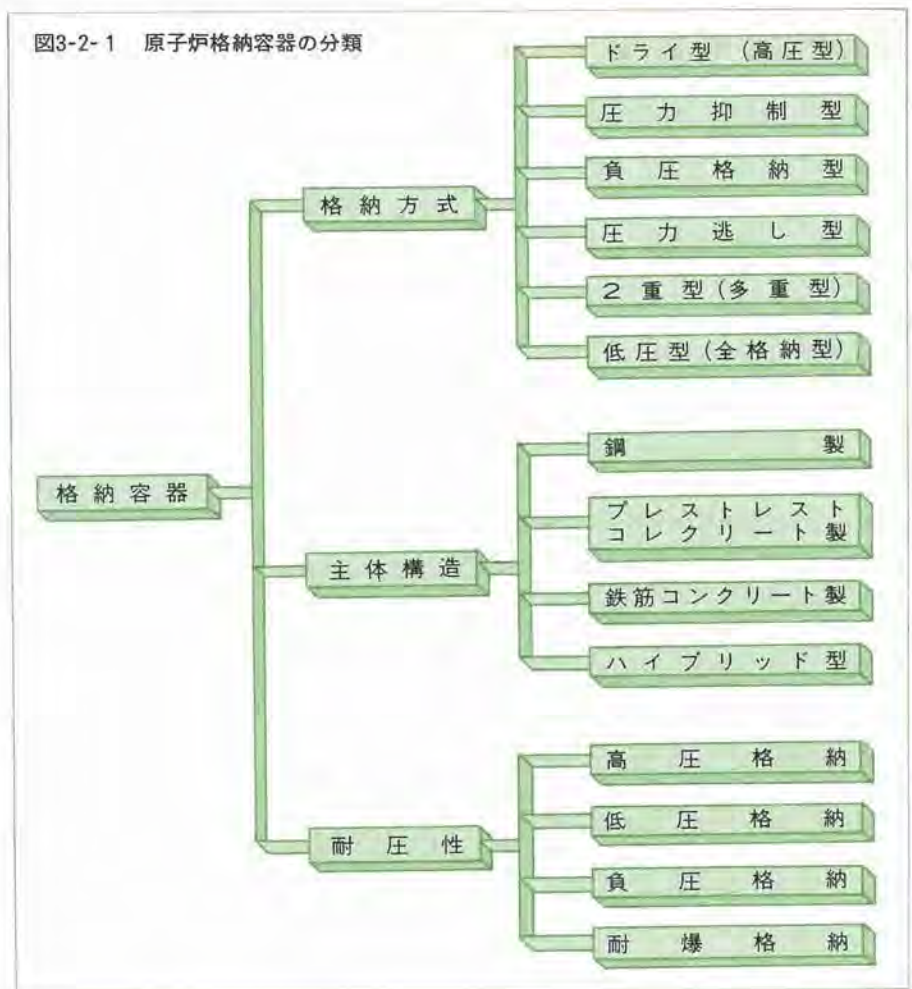 図3-2-1 原子炉格納容器の分類
格納容器
格納方式
ドライ型(高圧型)
圧力抑制型
負圧格納型
圧力逃し型
2重型(多重型)
低圧型(全格納型)
主体構造
鋼製
プレストレスト
コレクリート製
鉄筋コンクリート製
ハイブリッド型
耐圧性
高圧格納
低圧格納
負圧格納
耐爆格納